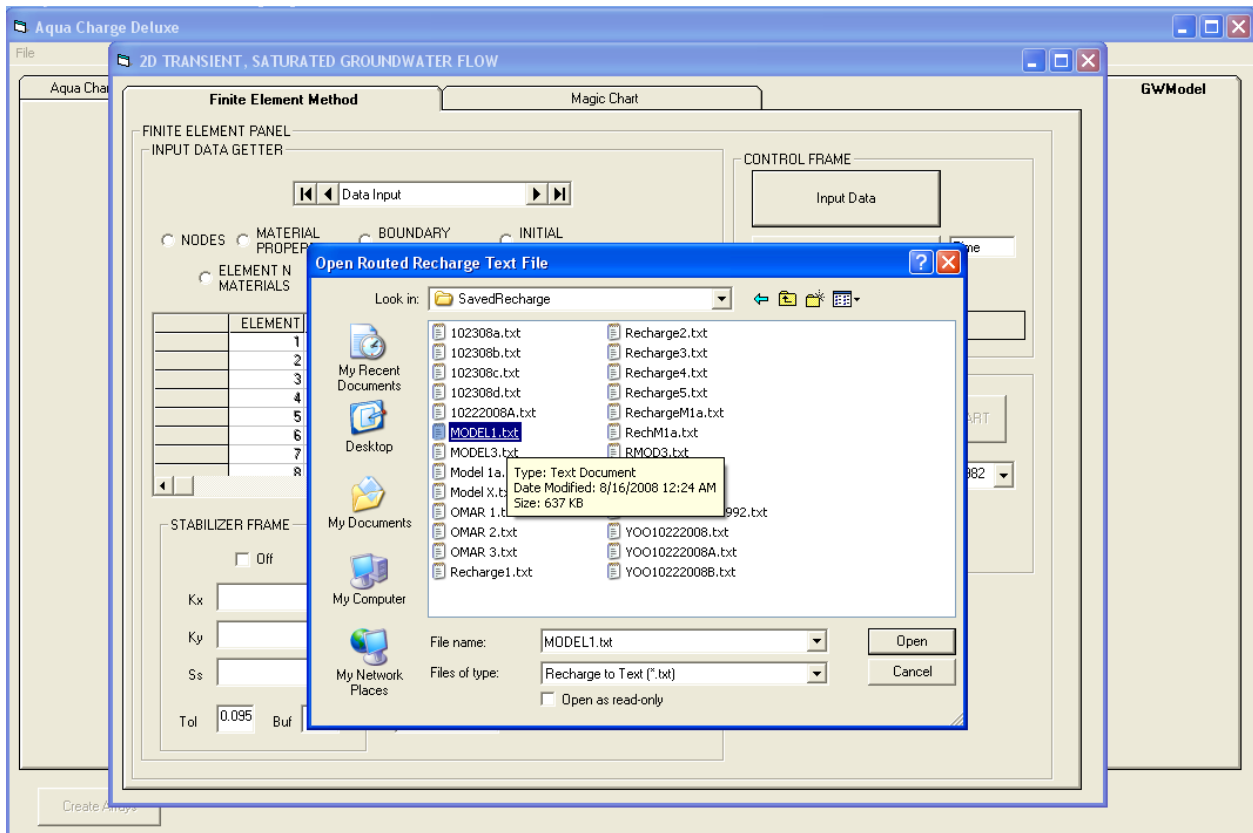 Aqua Charge Deluxe
File
2D TRANSIENT, SATURATED GROUNDWATER FLOW
Aqua Char
GWModel
Finite Element Method
Magic Chart
FINITE ELEMENT PANEL
INPUT DATA GETTER
CONTROL FRAME
Data Input
Input Data
NODES
MATERIAL
PROPER
BOUNDARY
INITIAL
ELEMENT N
MATERIALS
ELEMENT
1
2
3
4
5
6
7
8
982
STABILIZER FRAME
Off
Kx
Ky
Ss
Tol
0.095
Buf
Open Routed Recharge Text File
Look in:
SavedRecharge
My Recent
Documents
Desktop
My Documents
My Computer
My Network
Places
102308a.txt
102308b.txt
102308c.txt
102308d.txt
10222008A.txt
MODEL1.txt
MODEL3.txt
Model 1a.
Model X.t
OMAR 1.t
OMAR 2.txt
OMAR 3.txt
Recharge1.txt
Recharge2.txt
Recharge3.txt
Recharge4.txt
Recharge5.txt
RechargeM1a.txt
RechM1a.txt
RMOD3.txt
992.txt
YOO10222008.txt
YOO10222008A.txt
YOO10222008B.txt
Type: Text Document
Date Modified: 8/16/2008 12:24 AM
Size: 637 KB
File name:
MODEL1.txt
Open
Files of type:
Recharge to Text (*.txt)
Cancel
Open as read-only